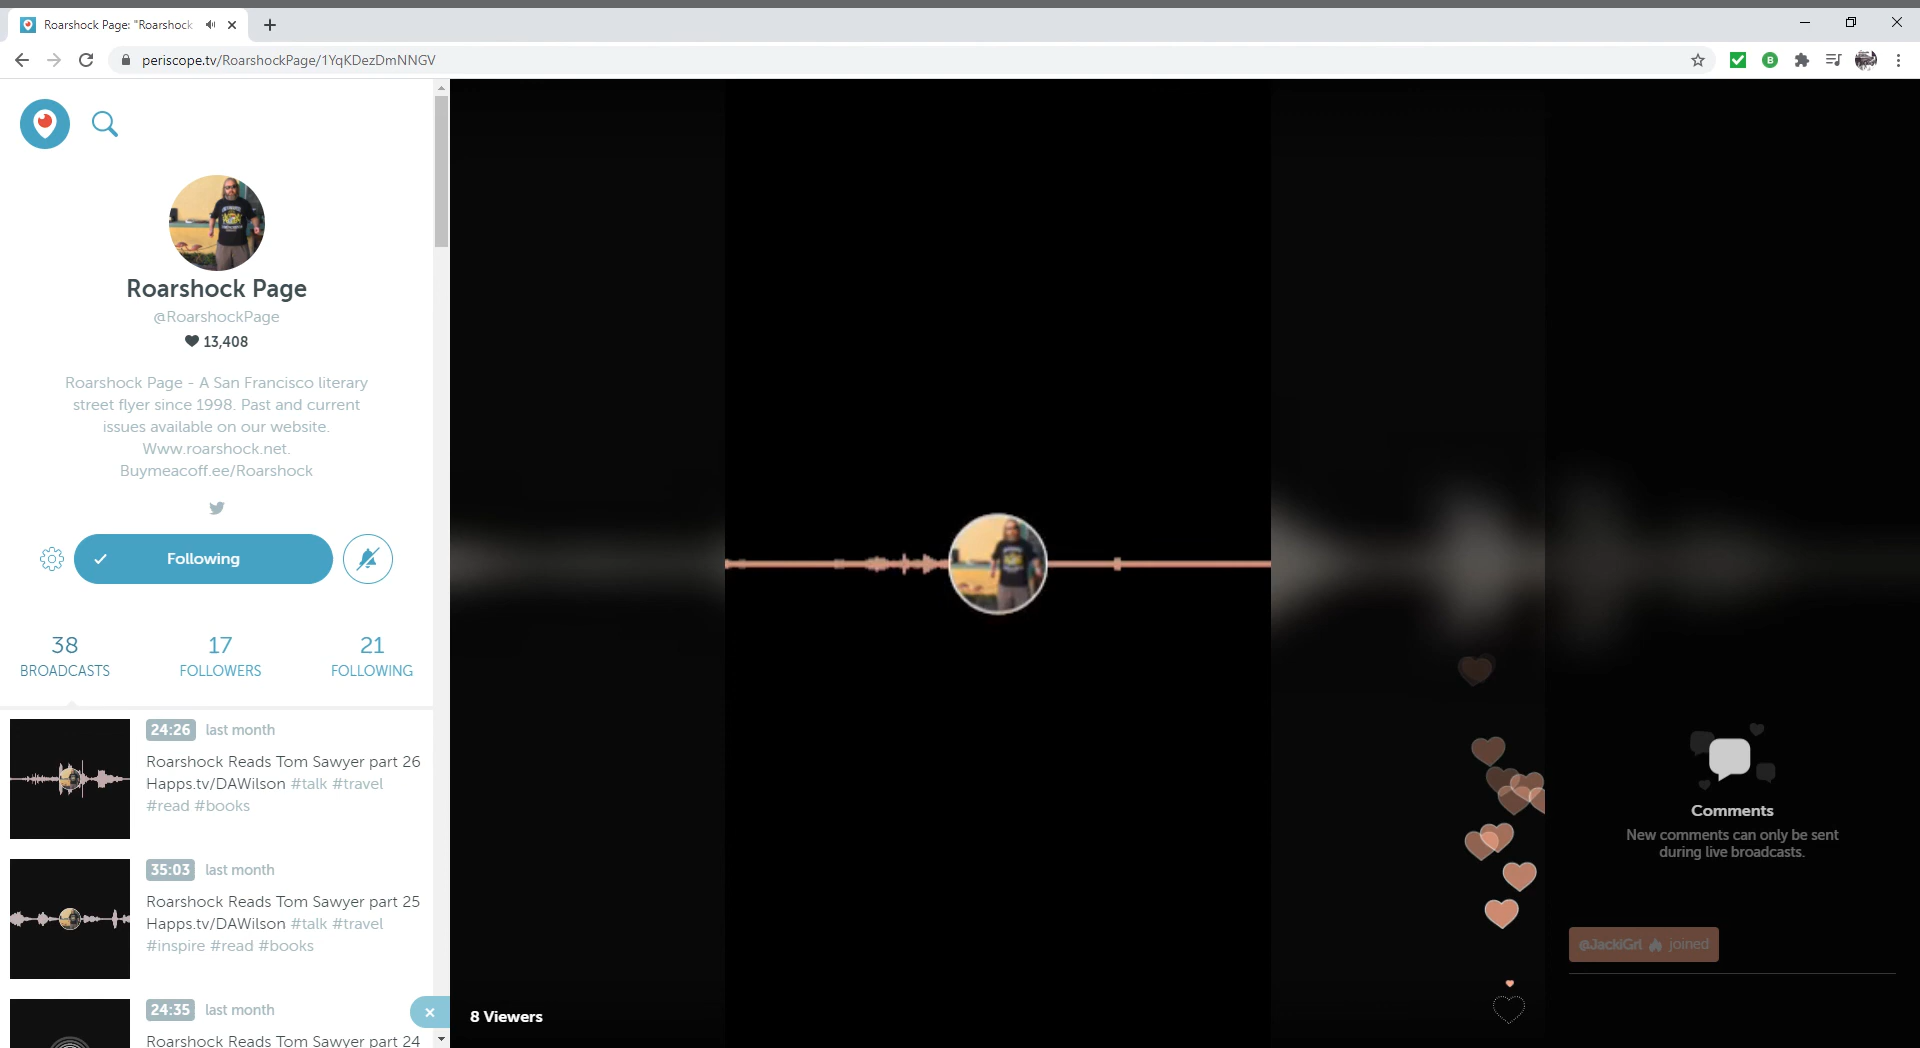 Roarshock Page: "Roarshock
periscope.tv/RoarshockPage/1YqKDezDmNNGV
Roarshock Page
@RoarshockPage
13,408
Roarshock Page - A San Francisco literary
street flyer since 1998. Past and current
issues available on our website.
Www.roarshock.net.
Buymeacoff.ee/Roarshock
Following
38
BROADCASTS
17
FOLLOWERS
21
FOLLOWING
24:26 last month
Roarshock Reads Tom Sawyer part 26
Happs.tv/DAWilson #talk #travel
#read #books
35:03 last month
Roarshock Reads Tom Sawyer part 25
Happs.tv/DAWilson #talk #travel
#inspire #read #books
24:35 last month
Roarshock Reads Tom Sawyer part 24
8 Viewers
Comments
New comments can only be sent
during live broadcasts.
@JackiGrl joined